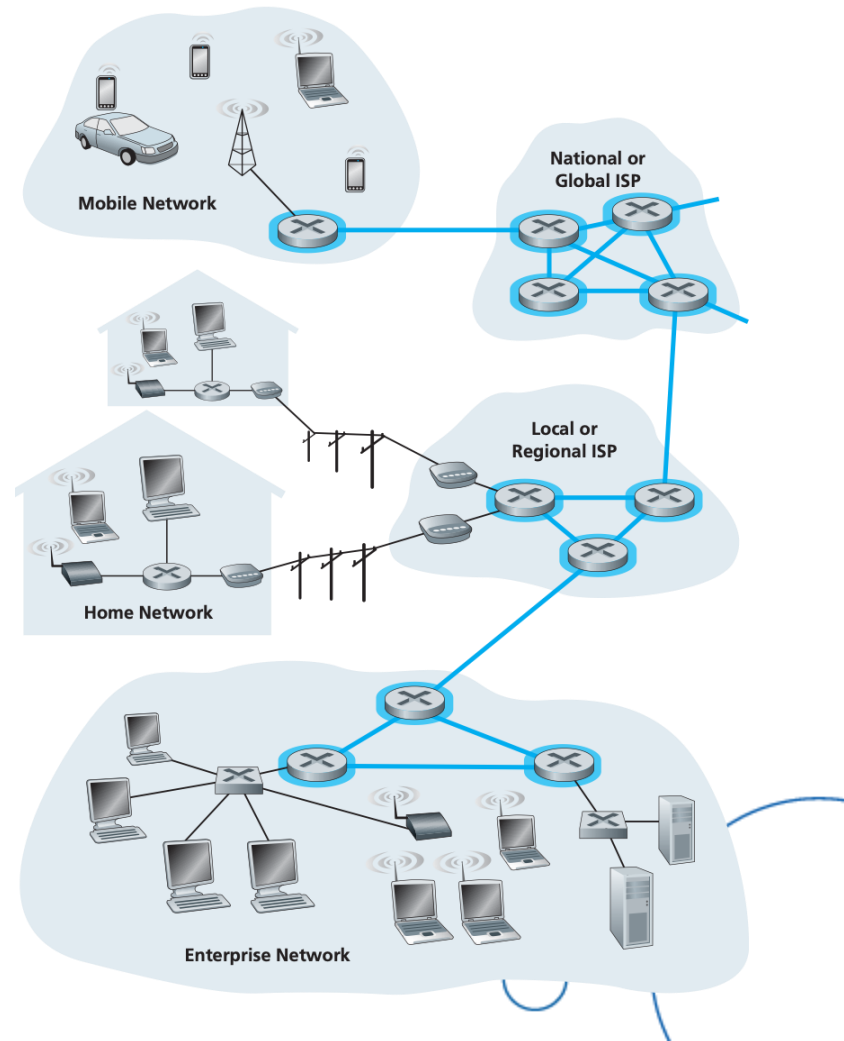 National or
Global ISP
Mobile Network
Local or
Regional ISP
Home Network
Enterprise Network